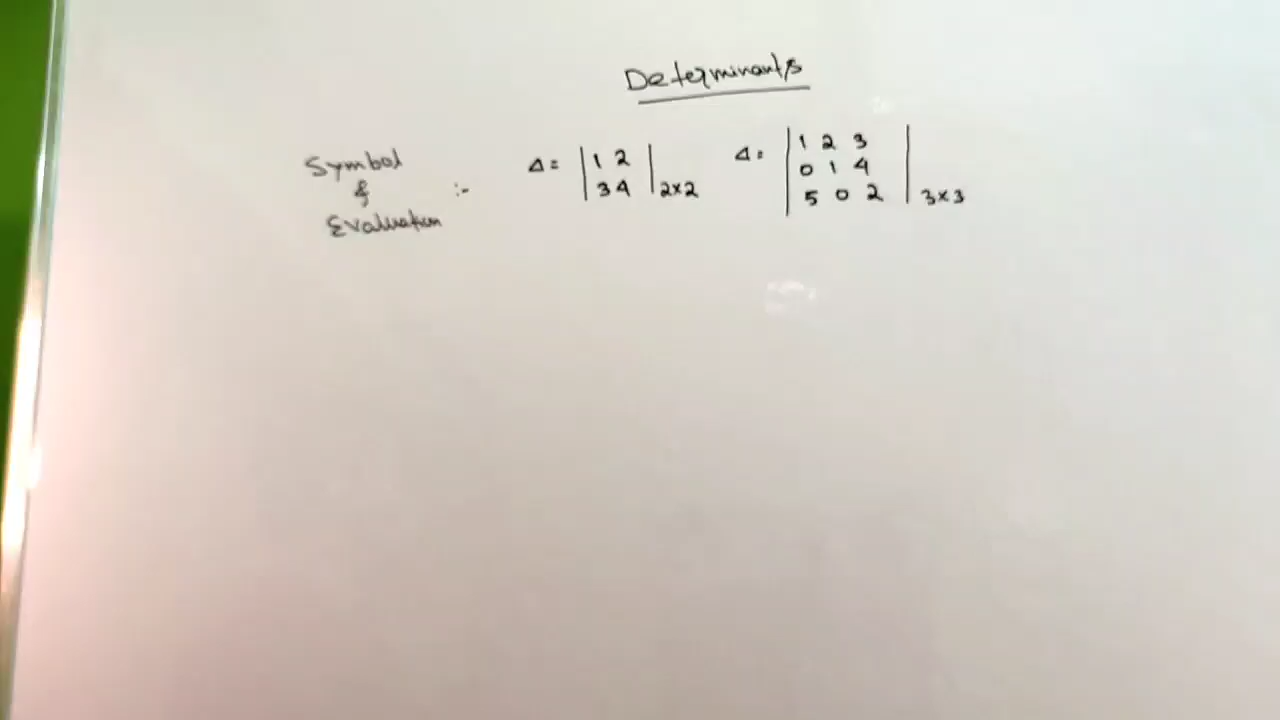 Determinants
Symbol
&
Evaluation :-
Δ = | 1 2 |
| 3 4 | 2×2
Δ = | 1 2 3 |
| 0 1 4 |
| 5 0 2 | 3×3